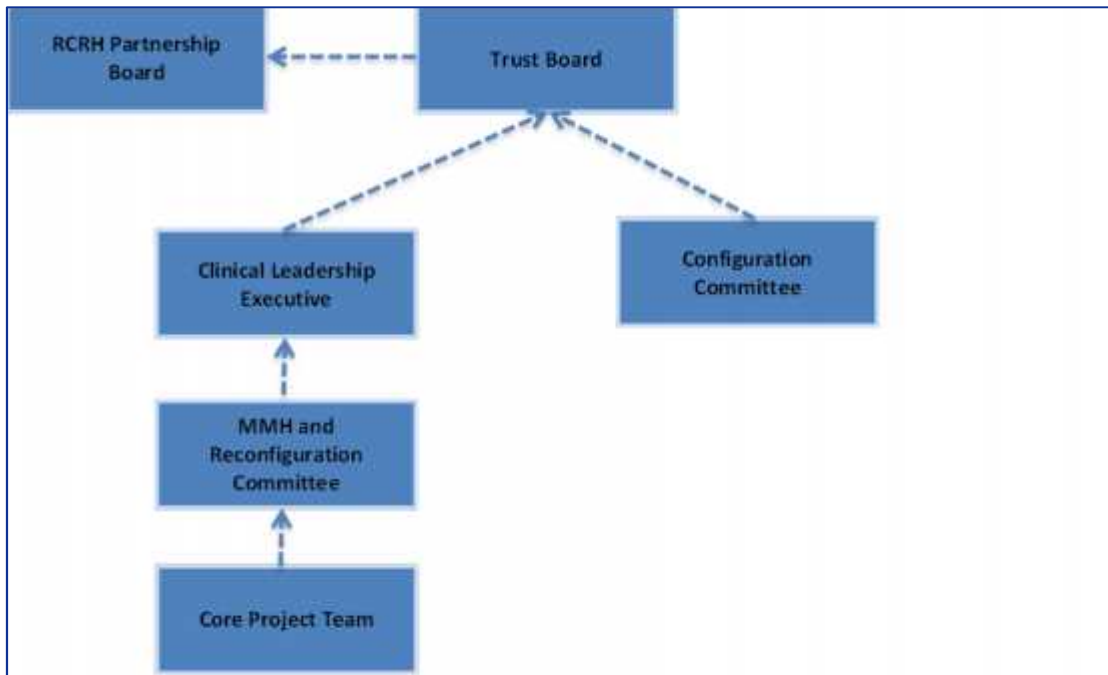 RCRH Partnership
Board
Trust Board
Clinical Leadership
Executive
Configuration
Committee
MMH and
Reconfiguration
Committee
Core Project Team